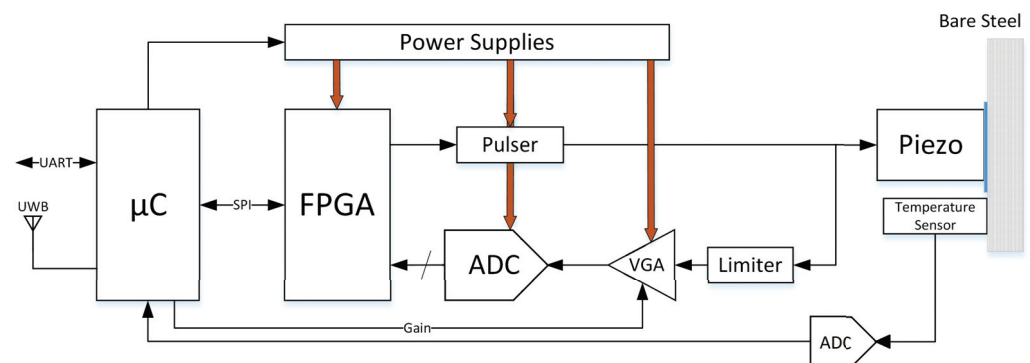 Bare Steel
Power Supplies
Pulser
Piezo
UART
µC
SPI
FPGA
UWB
Temperature
Sensor
ADC
VGA
Limiter
Gain
ADC